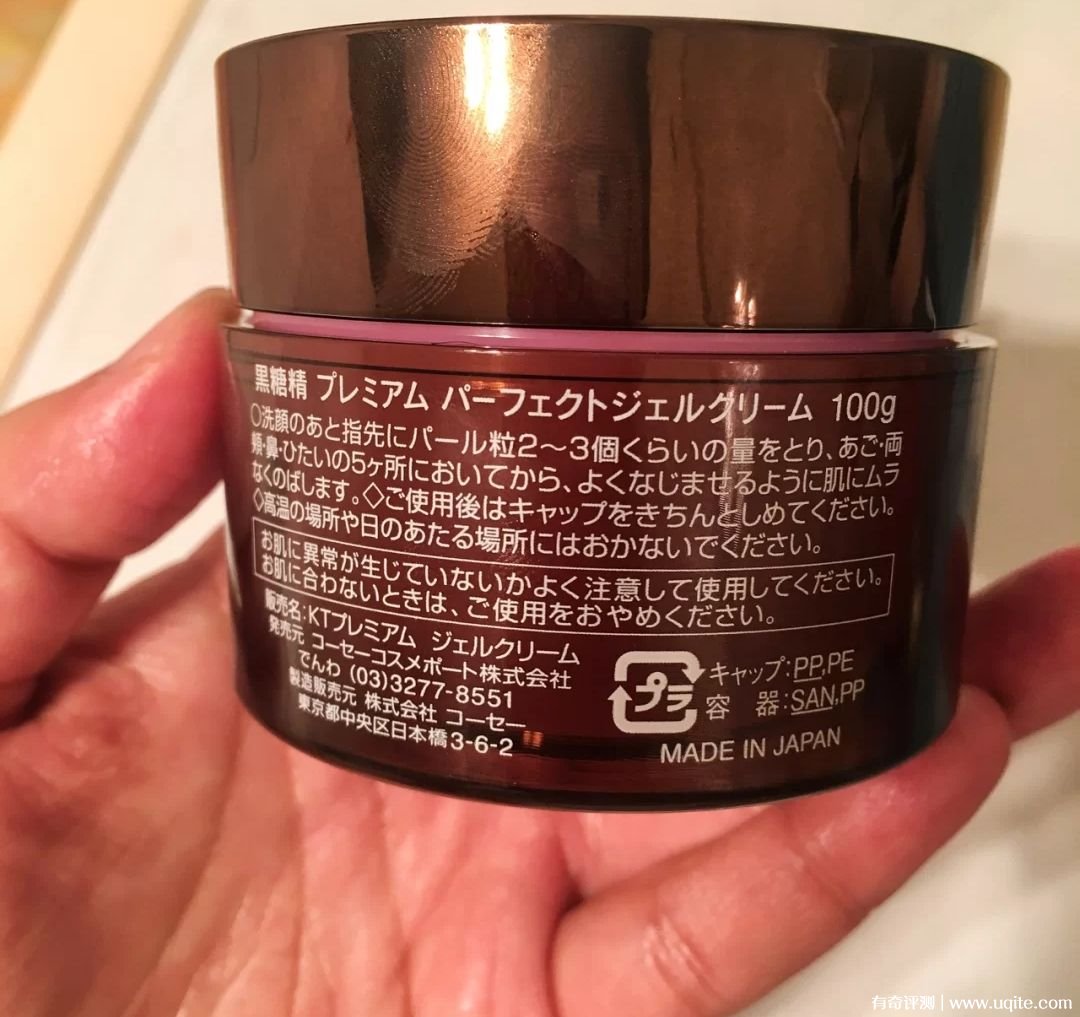 黒糖精 プレミアム パーフェクトジェルクリーム 100g
○洗顔のあと指先にパール粒2〜3個くらいの量をとり、あご・両
頬・鼻・ひたいの5ヶ所においてから、よくなじませるように肌にムラ
なくのばします。◇ご使用後はキャップをきちんとしめてください。
◇高温の場所や日のあたる場所にはおかないでください。
お肌に異常が生じていないかよく注意して使用してください。
お肌に合わないときは、ご使用をおやめください。
販売名:KTプレミアム ジェルクリーム
発売元 コーセーコスメポート株式会社
でんわ (03)3277-8551
製造販売元 株式会社 コーセー
東京都中央区日本橋3-6-2
プラ
キャップ:PP,PE
容 器:SAN,PP
MADE IN JAPAN
有奇评测 | www.uqite.com